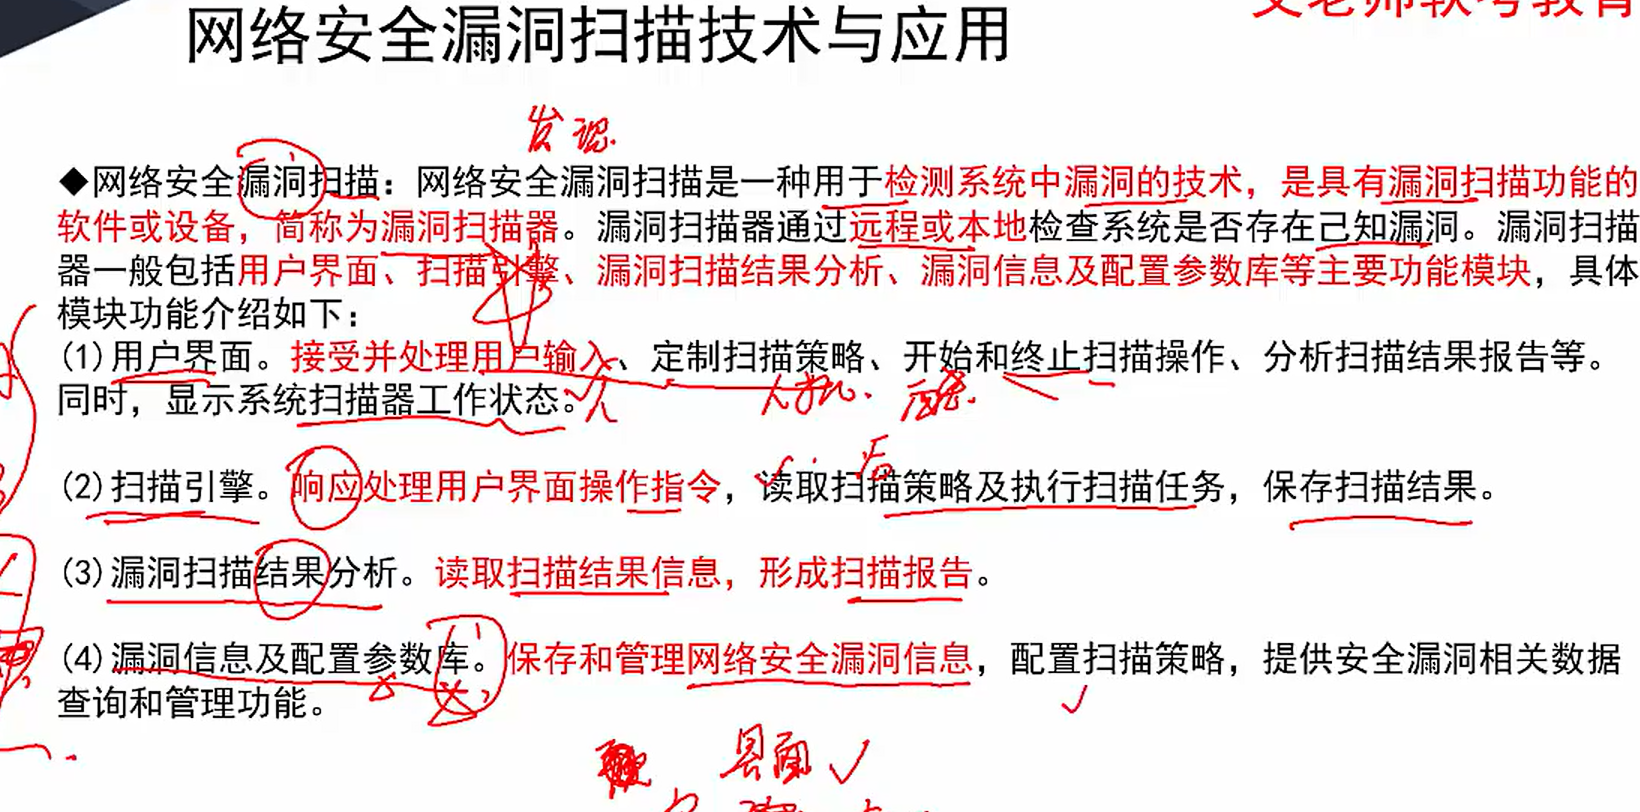 艾老师软考教育
网络安全漏洞扫描技术与应用
发现
◆网络安全漏洞扫描：网络安全漏洞扫描是一种用于检测系统中漏洞的技术，是具有漏洞扫描功能的
软件或设备，简称为漏洞扫描器。漏洞扫描器通过远程或本地检查系统是否存在己知漏洞。漏洞扫描
器一般包括用户界面、扫描引擎、漏洞扫描结果分析、漏洞信息及配置参数库等主要功能模块，具体
模块功能介绍如下：
(1)用户界面。接受并处理用户输入、定制扫描策略、开始和终止扫描操作、分析扫描结果报告等。
同时，显示系统扫描器工作状态。
(2)扫描引擎。响应处理用户界面操作指令，读取扫描策略及执行扫描任务，保存扫描结果。
(3)漏洞扫描结果分析。读取扫描结果信息，形成扫描报告。
(4)漏洞信息及配置参数库。保存和管理网络安全漏洞信息，配置扫描策略，提供安全漏洞相关数据
查询和管理功能。